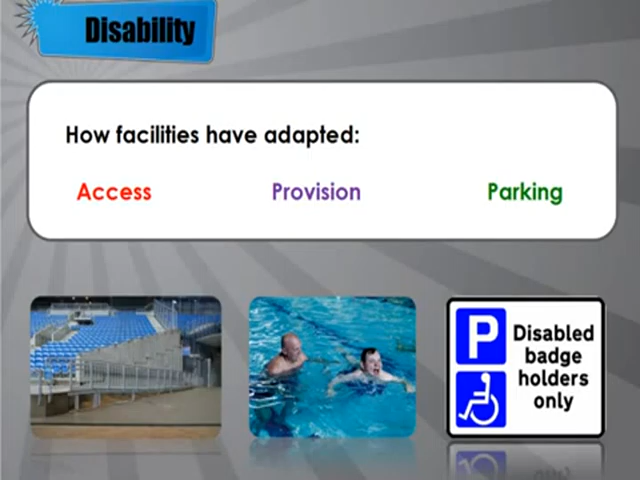 Disability
How facilities have adapted:
Access Provision Parking
P Disabled
badge
holders
only